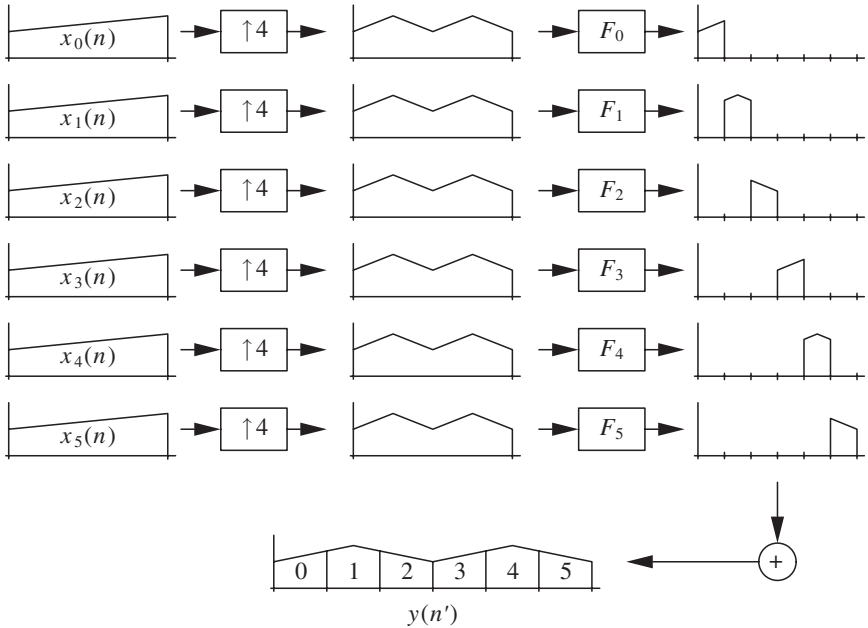 x₀(n) ↑4 F₀
x₁(n) ↑4 F₁
x₂(n) ↑4 F₂
x₃(n) ↑4 F₃
x₄(n) ↑4 F₄
x₅(n) ↑4 F₅
+
0 1 2 3 4 5
y(n′)